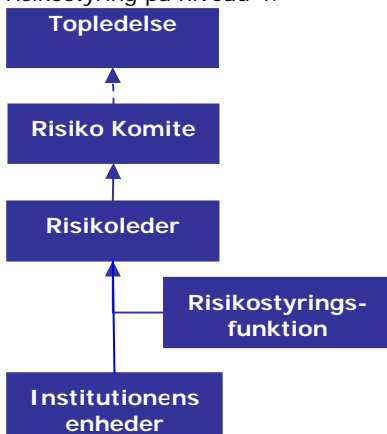 Topledelse
Risiko Komite
Risikoleder
Risikostyrings-
funktion
Institutionens
enheder